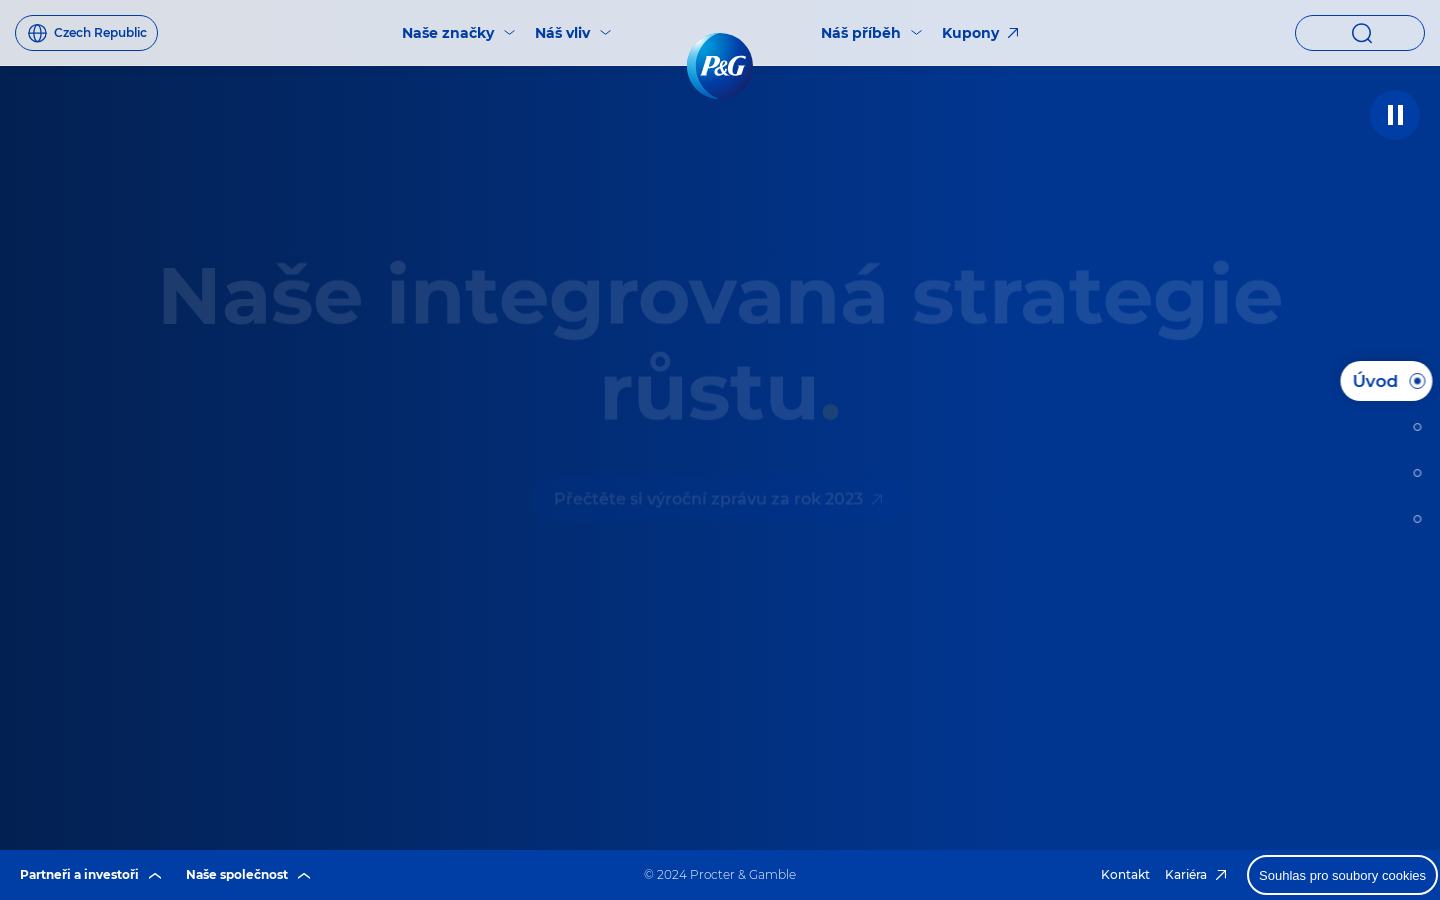 Czech Republic
Naše značky
Náš vliv
P&G
Náš příběh
Kupony
Naše integrovaná strategie
růstu.
Přečtěte si výroční zprávu za rok 2023
Úvod
Partneři a investoři
Naše společnost
© 2024 Procter & Gamble
Kontakt
Kariéra
Souhlas pro soubory cookies